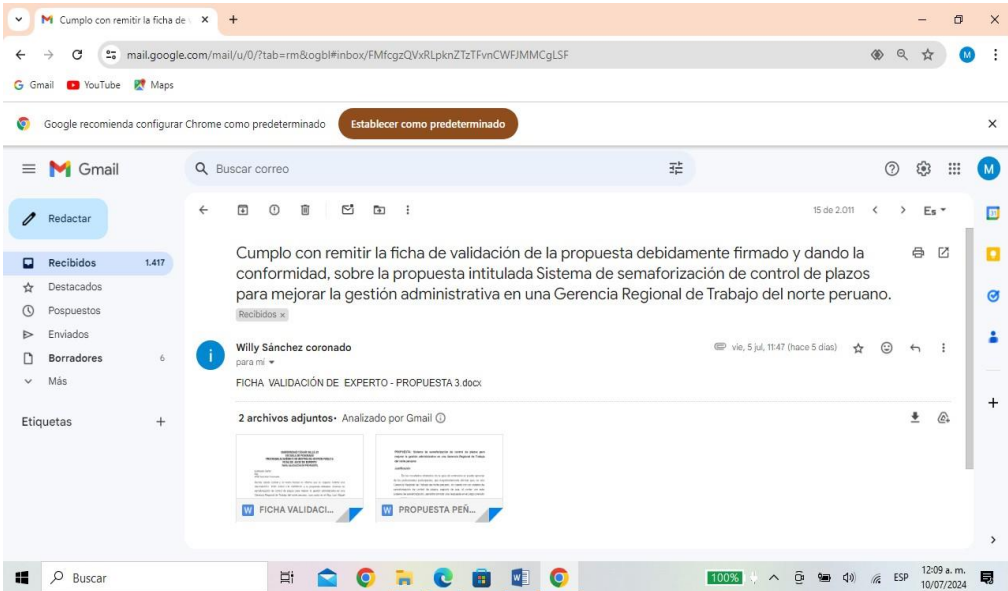 Cumplo con remitir la ficha de
mail.google.com/mail/u/0/?tab=rm&ogbl#inbox/FMfcgzQVxRLpknZTzTFvnCWFJMMCgLSF
M
Gmail YouTube Maps
Google recomienda configurar Chrome como predeterminado Establecer como predeterminado
Gmail
Buscar correo
M
Redactar
15 de 2.011
Es
Recibidos 1.417
Destacados
Pospuestos
Enviados
Borradores 6
Más
Etiquetas
Cumplo con remitir la ficha de validación de la propuesta debidamente firmado y dando la
conformidad, sobre la propuesta intitulada Sistema de semaforización de control de plazos
para mejorar la gestión administrativa en una Gerencia Regional de Trabajo del norte peruano.
Recibidos x
i
Willy Sánchez coronado
vie, 5 jul, 11:47 (hace 5 días)
para mí
FICHA VALIDACIÓN DE EXPERTO - PROPUESTA 3.docx
2 archivos adjuntos• Analizado por Gmail
W FICHA VALIDACI...
W PROPUESTA PEÑ...
Buscar
100%
ESP
12:09 a. m.
10/07/2024